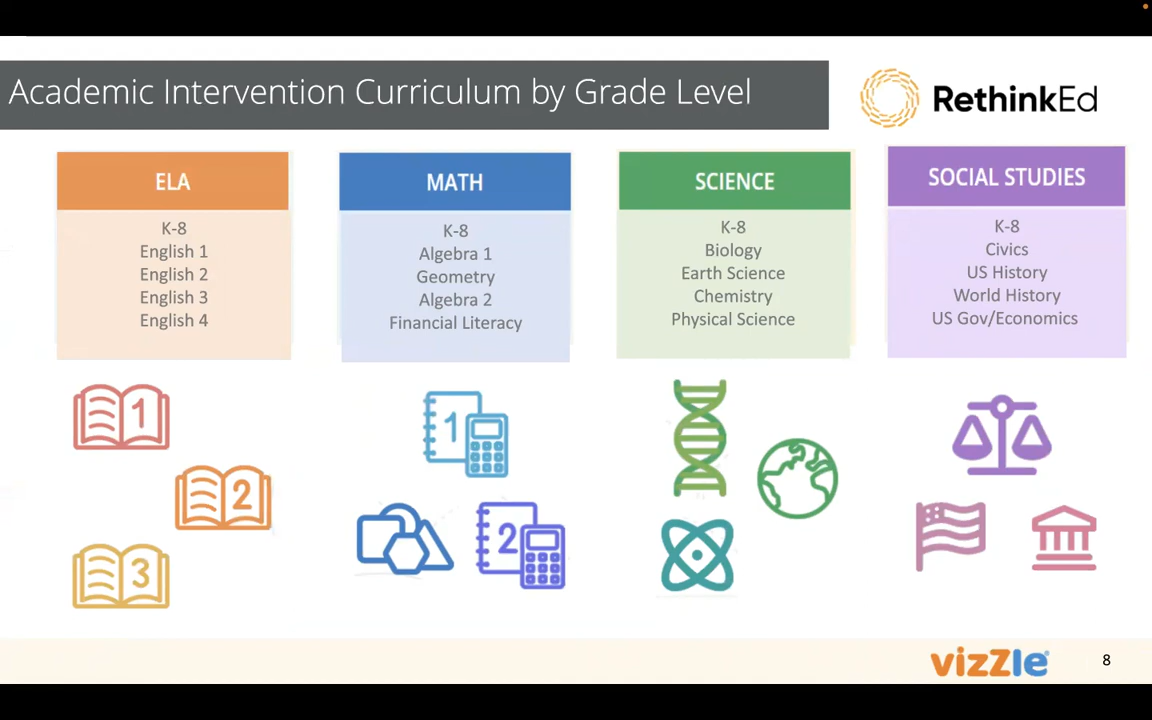 Academic Intervention Curriculum by Grade Level
RethinkEd
ELA
K-8
English 1
English 2
English 3
English 4
MATH
K-8
Algebra 1
Geometry
Algebra 2
Financial Literacy
SCIENCE
K-8
Biology
Earth Science
Chemistry
Physical Science
SOCIAL STUDIES
K-8
Civics
US History
World History
US Gov/Economics
1
2
3
1
2
vizZle®
8